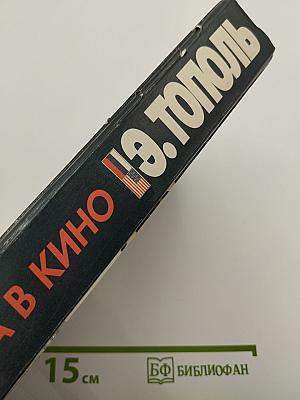 Э. ТОПОЛЬ
А В КИНО
15 см
БФ БИБЛИОФАН